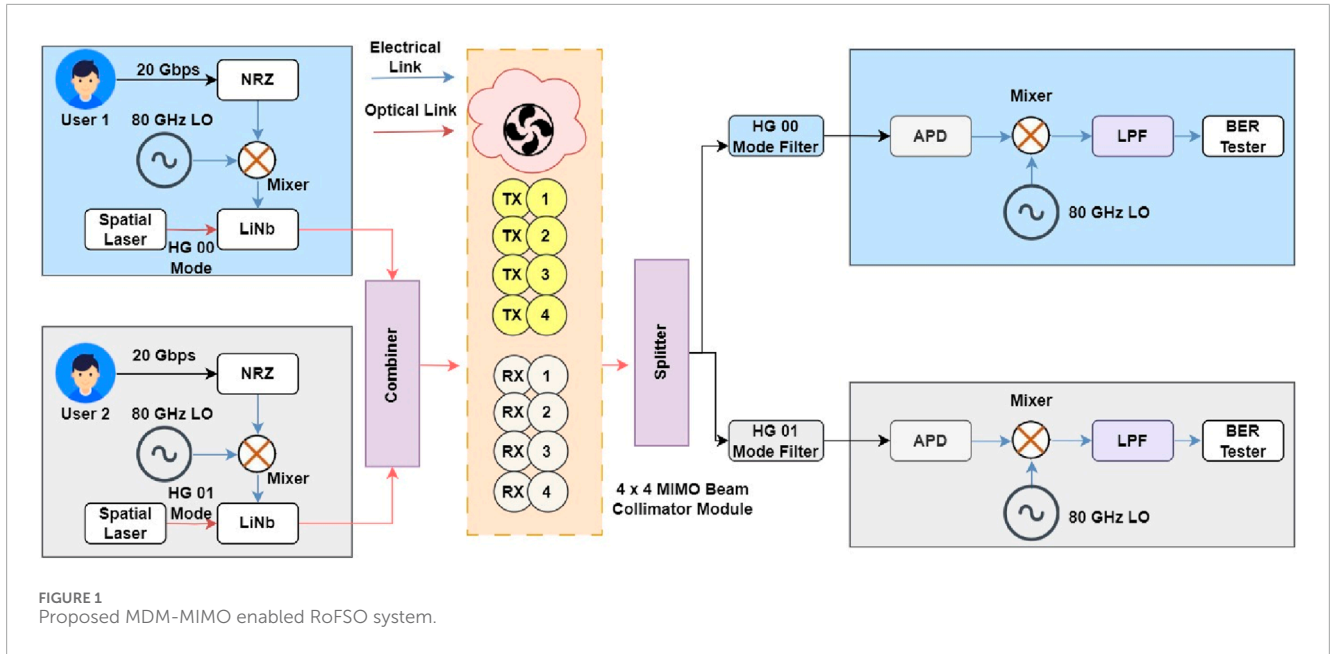 20 Gbps
NRZ
User 1
80 GHz LO
Mixer
Spatial
Laser
HG 00
Mode
LiNb
20 Gbps
NRZ
User 2
80 GHz LO
Mixer
HG 01
Mode
Spatial
Laser
LiNb
Electrical
Link
Optical Link
Combiner
TX 1
TX 2
TX 3
TX 4
RX 1
RX 2
RX 3
RX 4
4 x 4 MIMO Beam
Collimator Module
Splitter
HG 00
Mode Filter
APD
Mixer
LPF
BER
Tester
80 GHz LO
HG 01
Mode Filter
APD
Mixer
LPF
BER
Tester
80 GHz LO
FIGURE 1
Proposed MDM-MIMO enabled RoFSO system.